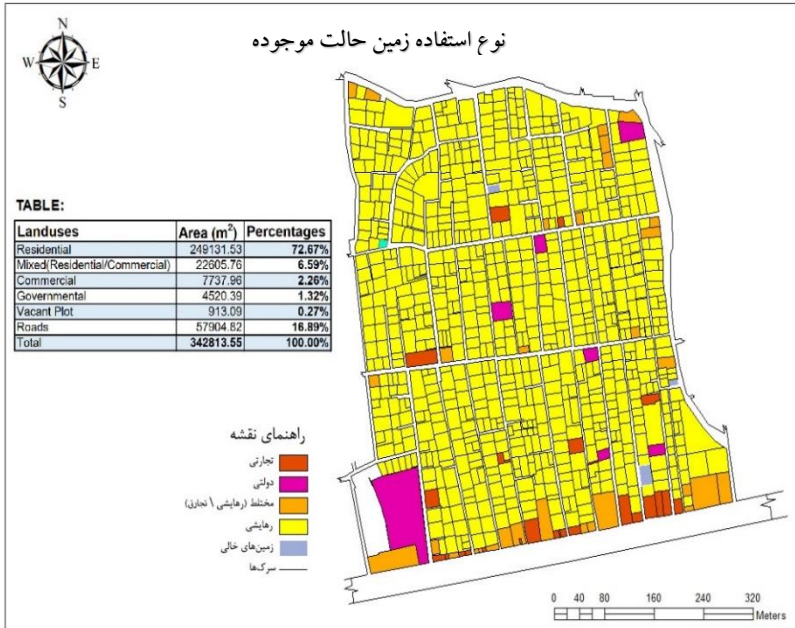 نوع استفاده زمین حالت موجوده
N
W E
S
TABLE:
Landuses Area (m²) Percentages
Residential 249131.53 72.67%
Mixed(Residential/Commercial) 22605.76 6.59%
Commercial 7737.96 2.26%
Governmental 4520.39 1.32%
Vacant Plot 913.09 0.27%
Roads 57904.82 16.89%
Total 342813.55 100.00%
راهنمای نقشه
تجارتی
دولتی
مختلط (رهایشی \ تجارتی)
رهایشی
زمین‌های خالی
سرک‌ها
0 40 80 160 240 320
Meters